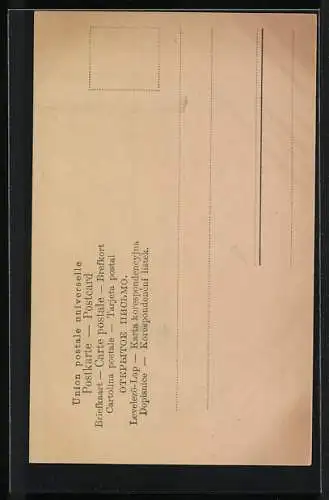 Union postale universelle
Postkarte — Postcard
Briefkaart — Carte postale — Brefkort
Cartolina postale — Tarjeta postal
ОТКРЫТОЕ ПИСЬМО.
Levelező-Lap — Karta korespondencyjna
Dopisnice — Korespondenční lístek.